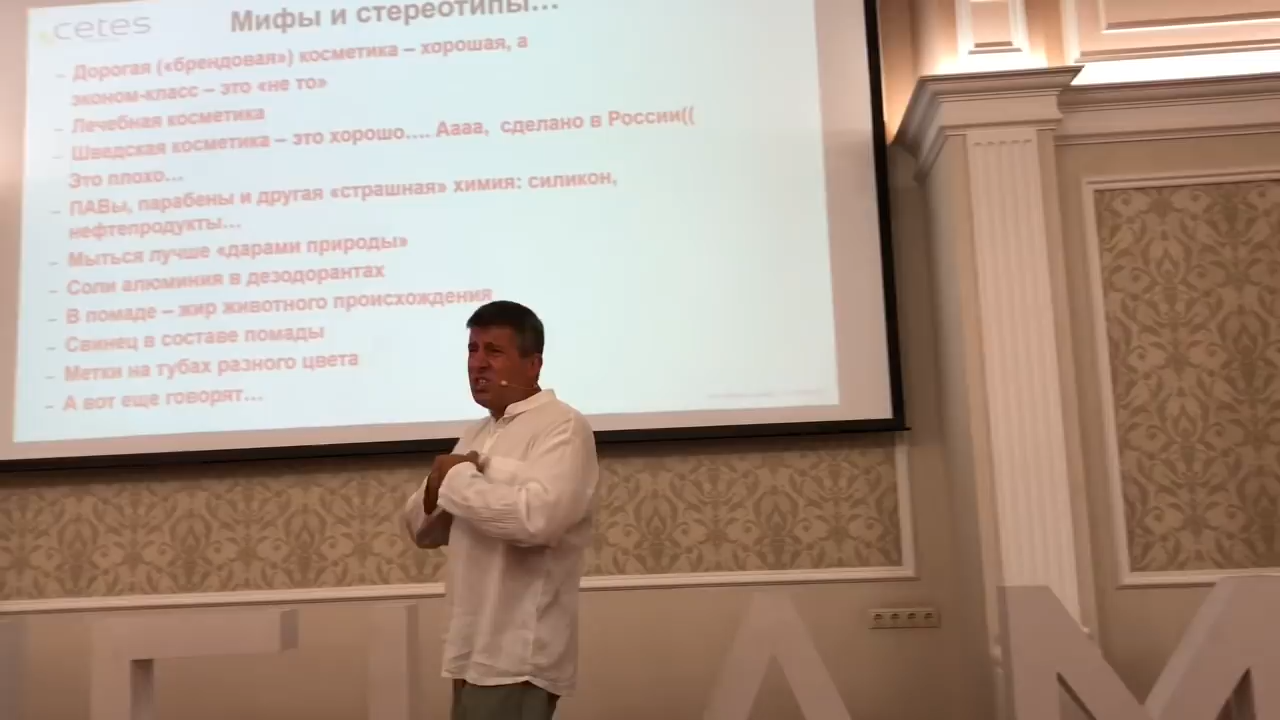 cetes
Мифы и стереотипы...
– Дорогая («брендовая») косметика – хорошая, а
эконом-класс – это «не то»
– Лечебная косметика
– Шведская косметика – это хорошо.... Аааа, сделано в России((
Это плохо...
– ПАВы, парабены и другая «страшная» химия: силикон,
нефтепродукты...
– Мыться лучше «дарами природы»
– Соли алюминия в дезодорантах
– В помаде – жир животного происхождения
– Свинец в составе помады
– Метки на тубах разного цвета
– А вот еще говорят...